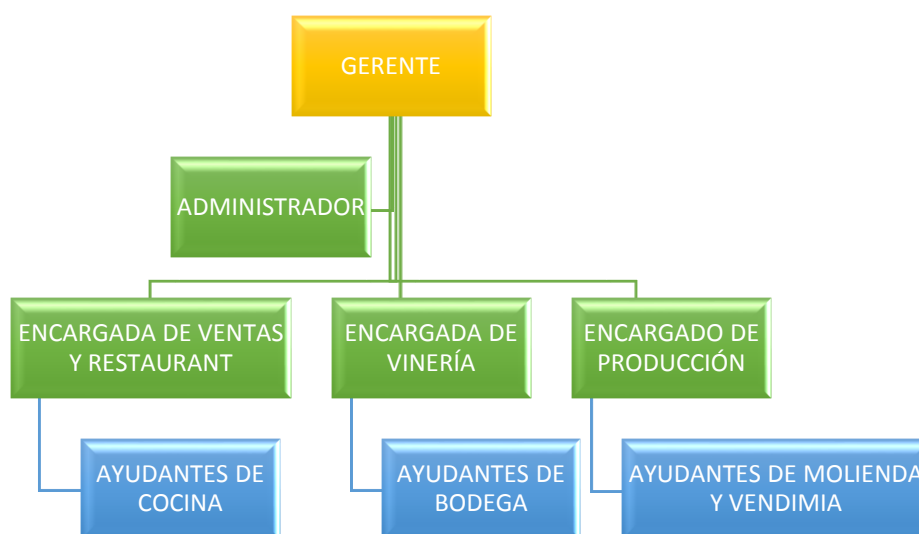 GERENTE
ADMINISTRADOR
ENCARGADA DE VENTAS
Y RESTAURANT
ENCARGADA DE
VINERÍA
ENCARGADO DE
PRODUCCIÓN
AYUDANTES DE
COCINA
AYUDANTES DE
BODEGA
AYUDANTES DE MOLIENDA
Y VENDIMIA